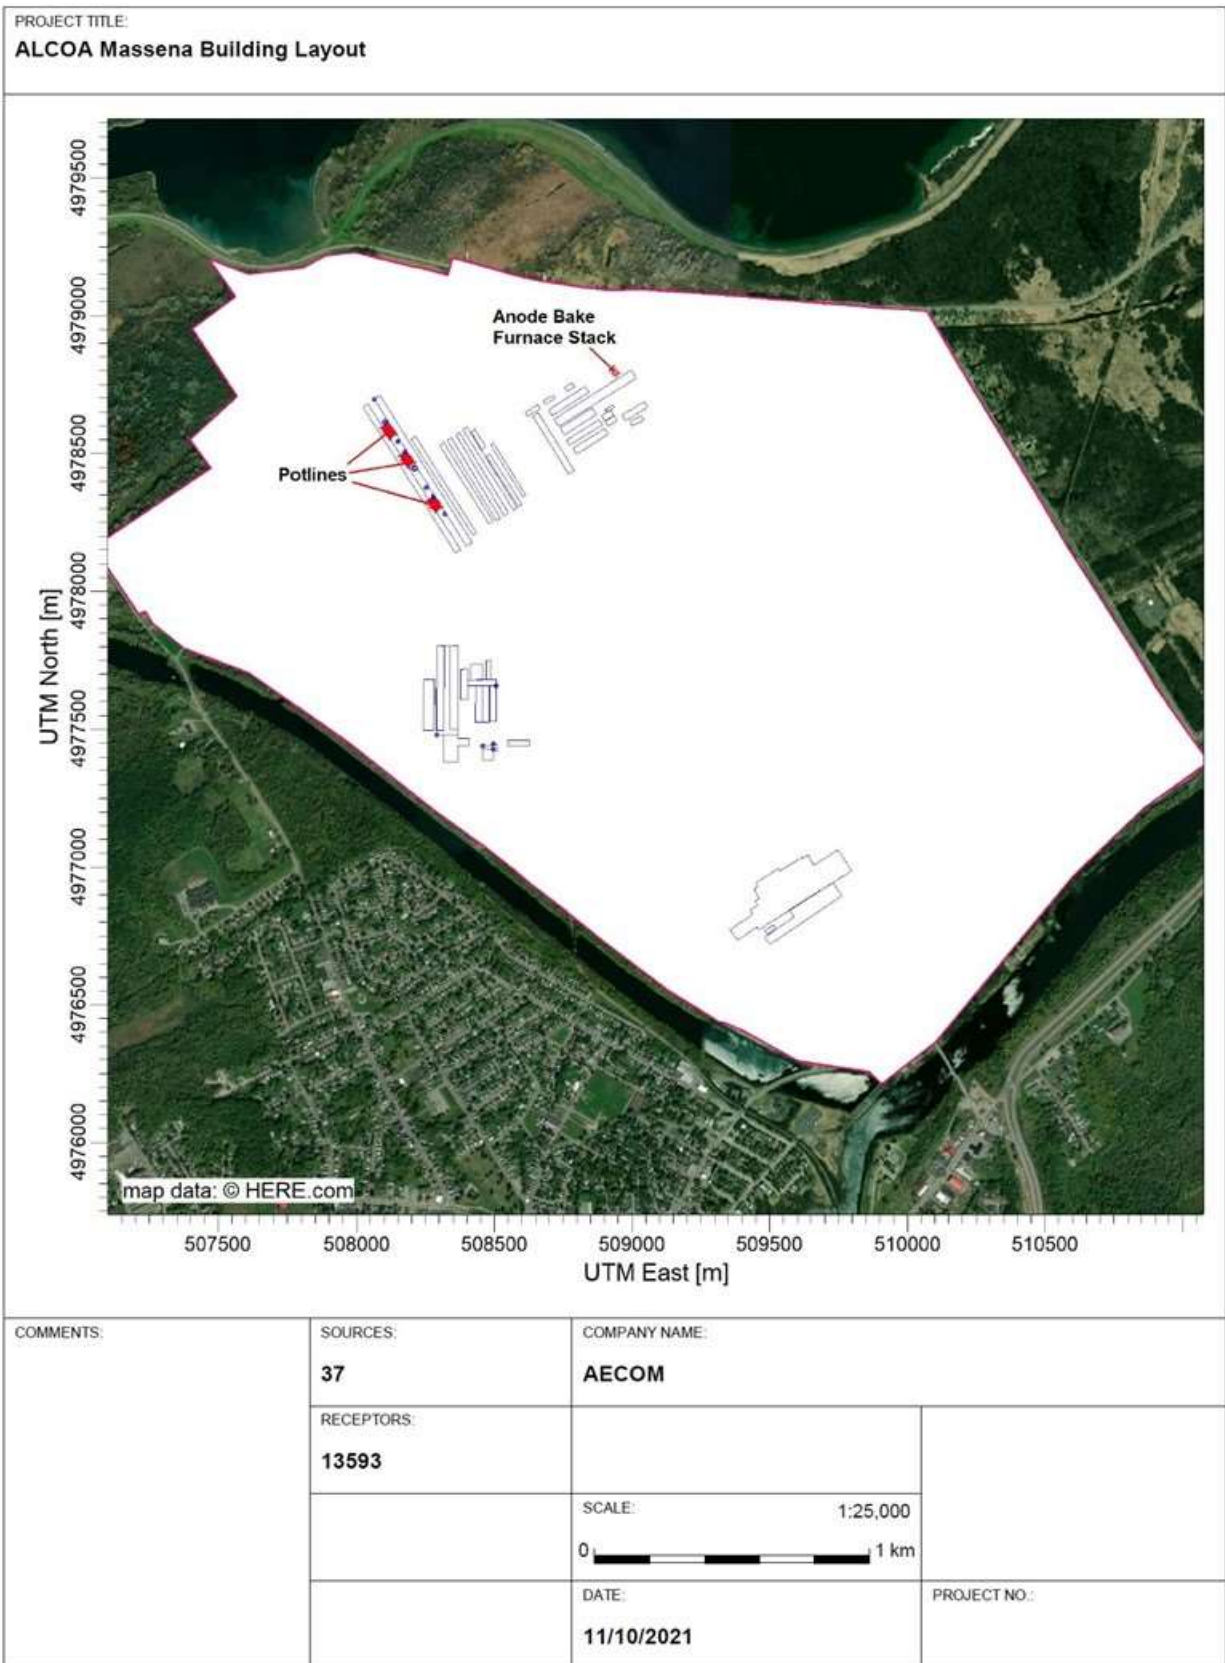 PROJECT TITLE:
ALCOA Massena Building Layout
4979500
4979000
4978500
4978000
4977500
4977000
4976500
4976000
UTM North [m]
Anode Bake
Furnace Stack
Potlines
map data: © HERE.com
507500 508000 508500 509000 509500 510000 510500
UTM East [m]
COMMENTS:
SOURCES:
37
COMPANY NAME:
AECOM
RECEPTORS:
13593
SCALE: 1:25,000
0 1 km
DATE:
11/10/2021
PROJECT NO.: